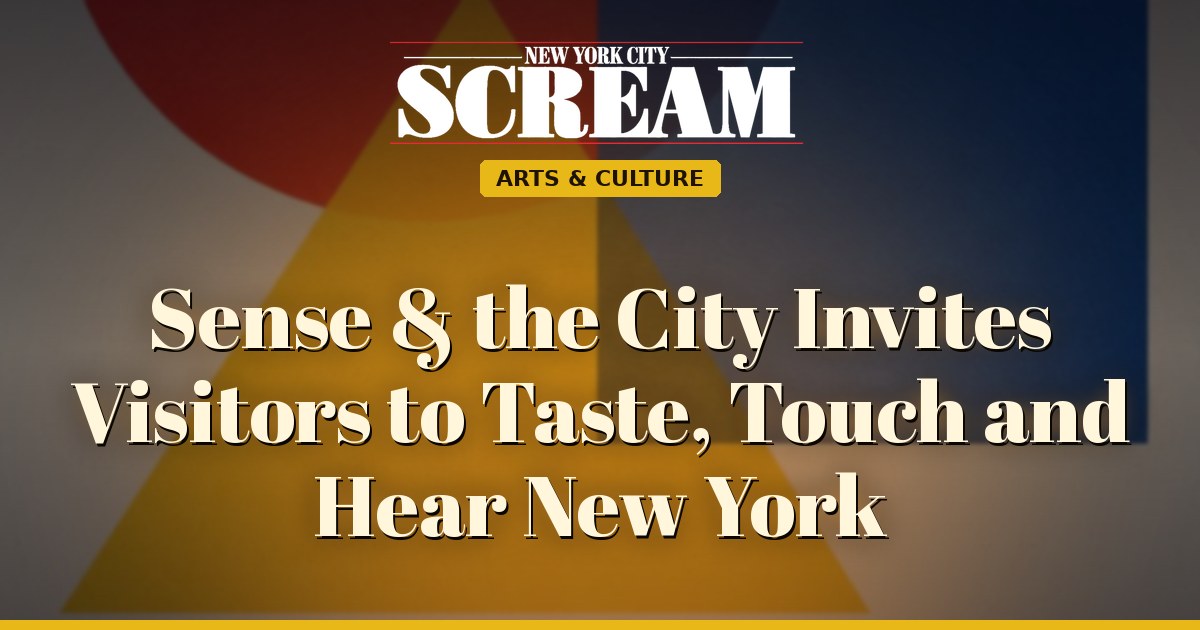 NEW YORK CITY
SCREAM
ARTS & CULTURE
Sense & the City Invites
Visitors to Taste, Touch and
Hear New York